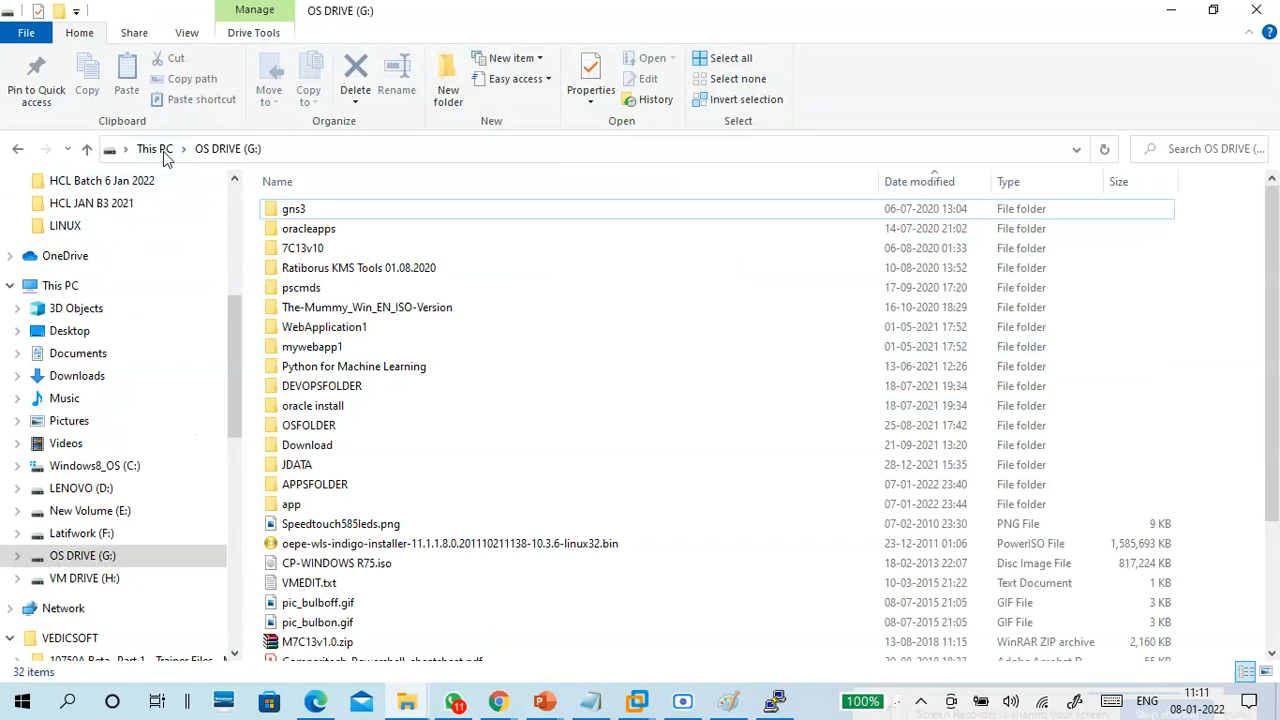 Manage
OS DRIVE (G:)
File
Home
Share
View
Drive Tools
Pin to Quick access
Copy
Paste
Cut
Copy path
Paste shortcut
Clipboard
Move to
Copy to
Delete
Rename
Organize
New folder
New item
Easy access
New
Properties
Open
Edit
History
Open
Select all
Select none
Invert selection
Select
This PC
OS DRIVE (G:)
Search OS DRIVE (...
HCL Batch 6 Jan 2022
HCL JAN B3 2021
LINUX
OneDrive
This PC
3D Objects
Desktop
Documents
Downloads
Music
Pictures
Videos
Windows8_OS (C:)
LENOVO (D:)
New Volume (E:)
Latifwork (F:)
OS DRIVE (G:)
VM DRIVE (H:)
Network
VEDICSOFT
Name Date modified Type Size
gns3 06-07-2020 13:04 File folder
oracleapps 14-07-2020 21:02 File folder
7C13v10 06-08-2020 01:33 File folder
Ratiborus KMS Tools 01.08.2020 10-08-2020 13:52 File folder
pscmds 17-09-2020 17:20 File folder
The-Mummy_Win_EN_ISO-Version 16-10-2020 18:29 File folder
WebApplication1 01-05-2021 17:52 File folder
mywebapp1 01-05-2021 17:52 File folder
Python for Machine Learning 13-06-2021 12:26 File folder
DEVOPSFOLDER 18-07-2021 19:34 File folder
oracle install 18-07-2021 19:34 File folder
OSFOLDER 25-08-2021 17:42 File folder
Download 21-09-2021 13:20 File folder
JDATA 28-12-2021 15:35 File folder
APPSFOLDER 07-01-2022 23:40 File folder
app 07-01-2022 23:44 File folder
Speedtouch585leds.png 07-02-2010 23:30 PNG File 9 KB
oepe-wls-indigo-installer-11.1.1.8.0.201110211138-10.3.6-linux32.bin 23-12-2011 01:06 PowerISO File 1,585,693 KB
CP-WINDOWS R75.iso 18-02-2013 22:07 Disc Image File 817,224 KB
VMEDIT.txt 10-03-2015 21:22 Text Document 1 KB
pic_bulboff.gif 08-07-2015 21:05 GIF File 3 KB
pic_bulbon.gif 08-07-2015 21:05 GIF File 3 KB
M7C13v1.0.zip 13-08-2018 11:15 WinRAR ZIP archive 2,160 KB
32 items
11
100%
ENG
11:11
08-01-2022
Screen Recorder is sharing your screen.